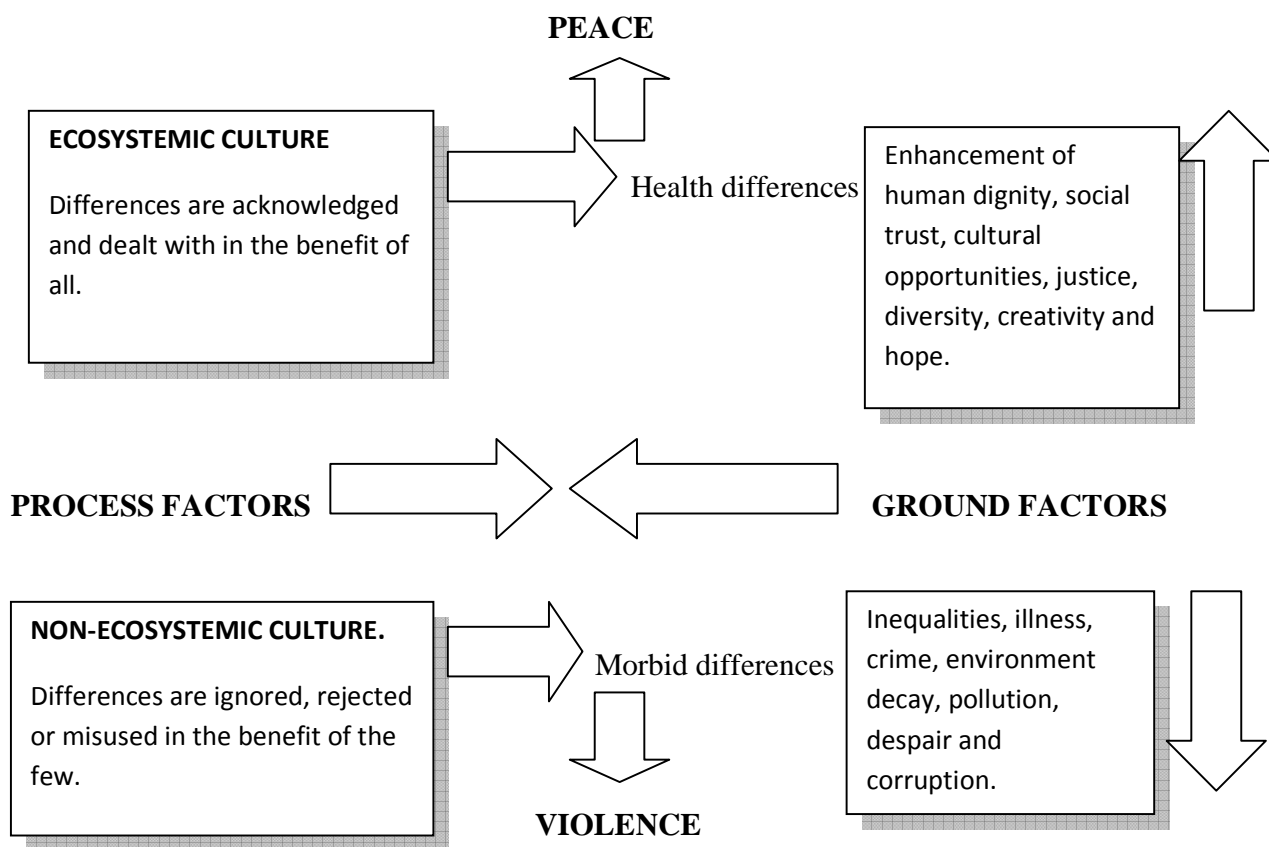 PEACE
ECOSYSTEMIC CULTURE
Differences are acknowledged
and dealt with in the benefit of
all.
Health differences
Enhancement of
human dignity, social
trust, cultural
opportunities, justice,
diversity, creativity and
hope.
PROCESS FACTORS
GROUND FACTORS
NON-ECOSYSTEMIC CULTURE.
Differences are ignored, rejected
or misused in the benefit of the
few.
Morbid differences
Inequalities, illness,
crime, environment
decay, pollution,
despair and
corruption.
VIOLENCE